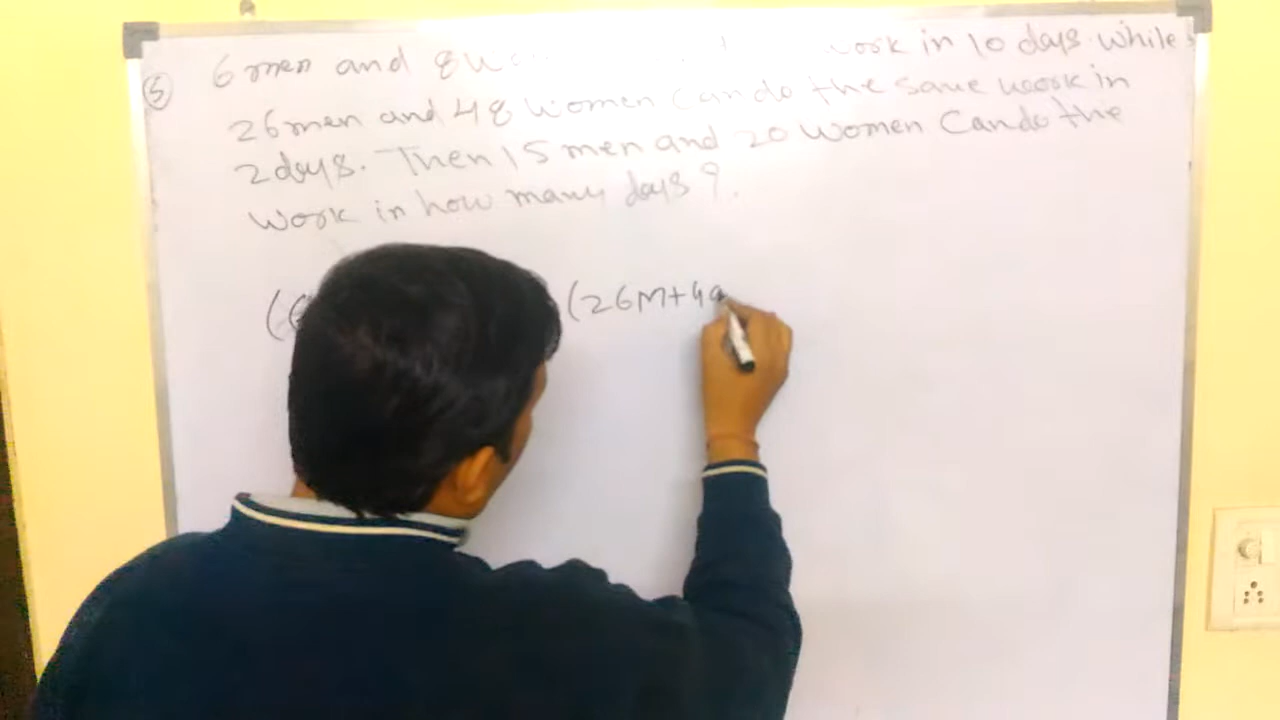 ⑤ 6 men and 8 work in 10 days. while
26 men and 48 women can do the same work in
2 days. Then 15 men and 20 women can do the
work in how many days ?
(6 (26M+4